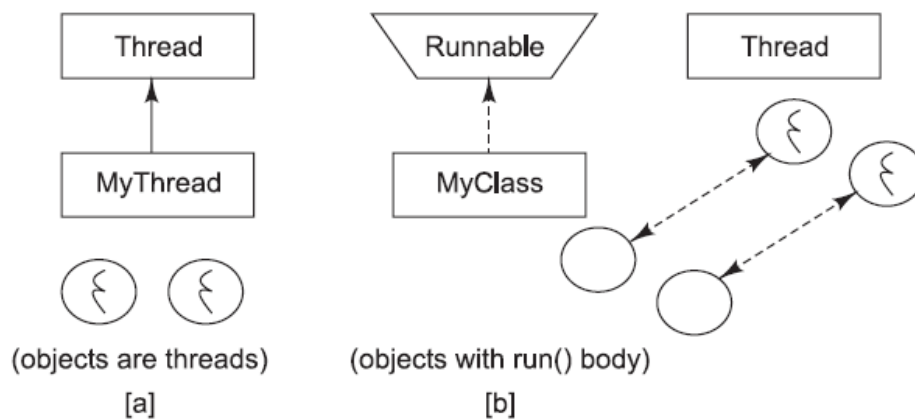 Thread
Runnable
Thread
MyThread
MyClass
(objects are threads)
(objects with run() body)
[a]
[b]